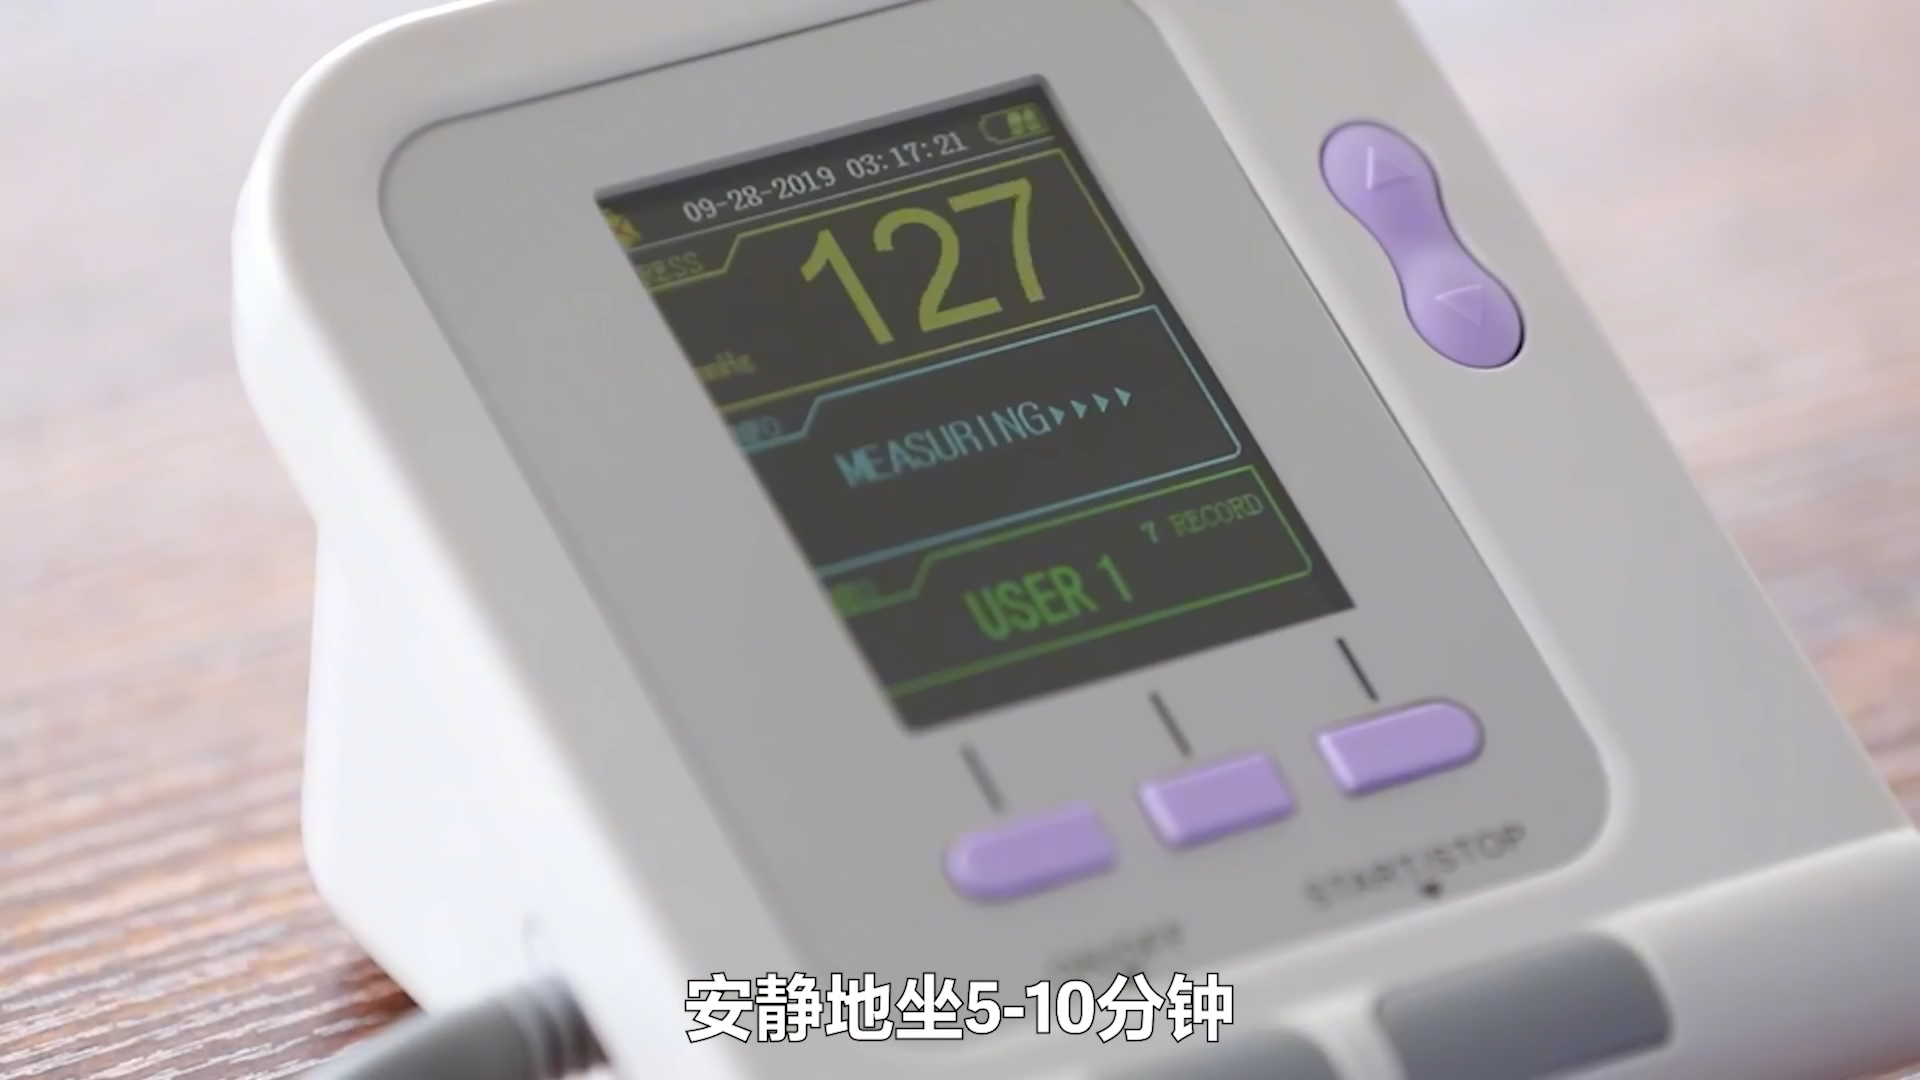 09-28-2019 03:17:21
127
mmHg
MEASURING
7 RECORD
USER 1
START/STOP
安静地坐5-10分钟